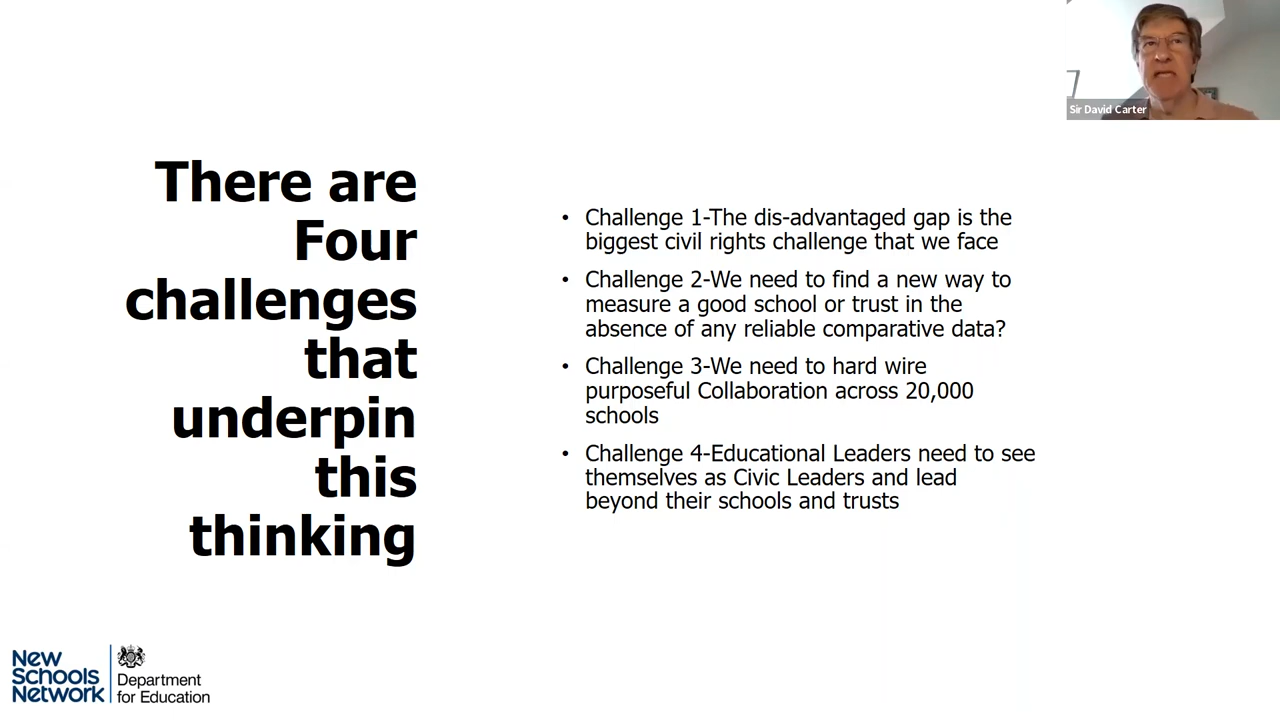 Sir David Carter
There are
Four
challenges
that
underpin
this
thinking
• Challenge 1-The dis-advantaged gap is the
biggest civil rights challenge that we face
• Challenge 2-We need to find a new way to
measure a good school or trust in the
absence of any reliable comparative data?
• Challenge 3-We need to hard wire
purposeful Collaboration across 20,000
schools
• Challenge 4-Educational Leaders need to see
themselves as Civic Leaders and lead
beyond their schools and trusts
New
Schools
Network
Department
for Education